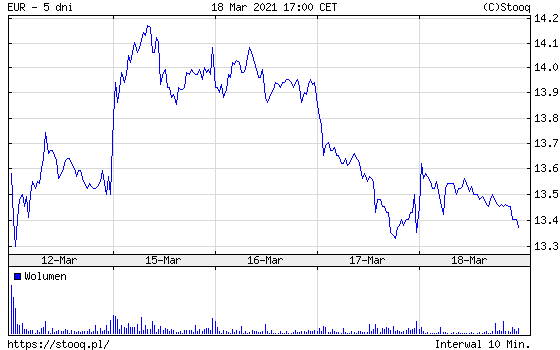 EUR - 5 dni 18 Mar 2021 17:00 CET (C)Stooq
14.2
14.1
14.0
13.9
13.8
13.7
13.6
13.5
13.4
13.3
12-Mar 15-Mar 16-Mar 17-Mar 18-Mar
Wolumen
https://stooq.pl/ Interwal 10 Min.